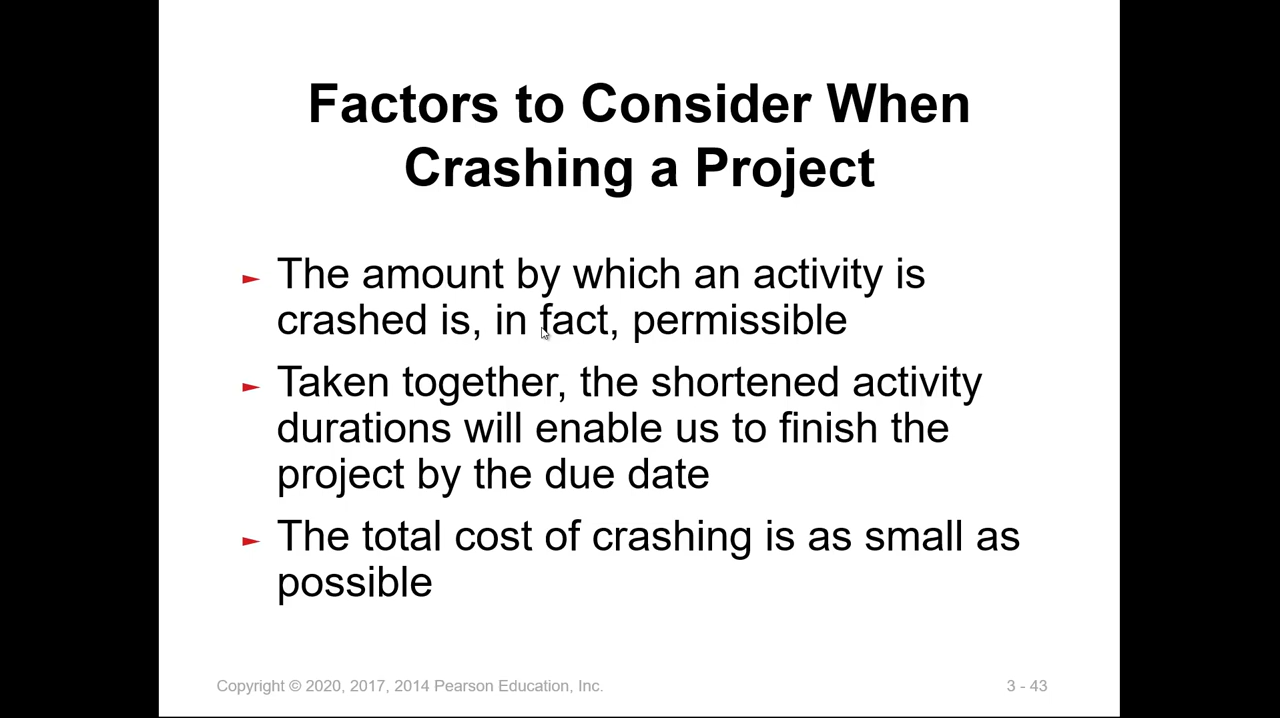 Factors to Consider When
Crashing a Project
► The amount by which an activity is
crashed is, in fact, permissible
► Taken together, the shortened activity
durations will enable us to finish the
project by the due date
► The total cost of crashing is as small as
possible
Copyright © 2020, 2017, 2014 Pearson Education, Inc.
3 - 43